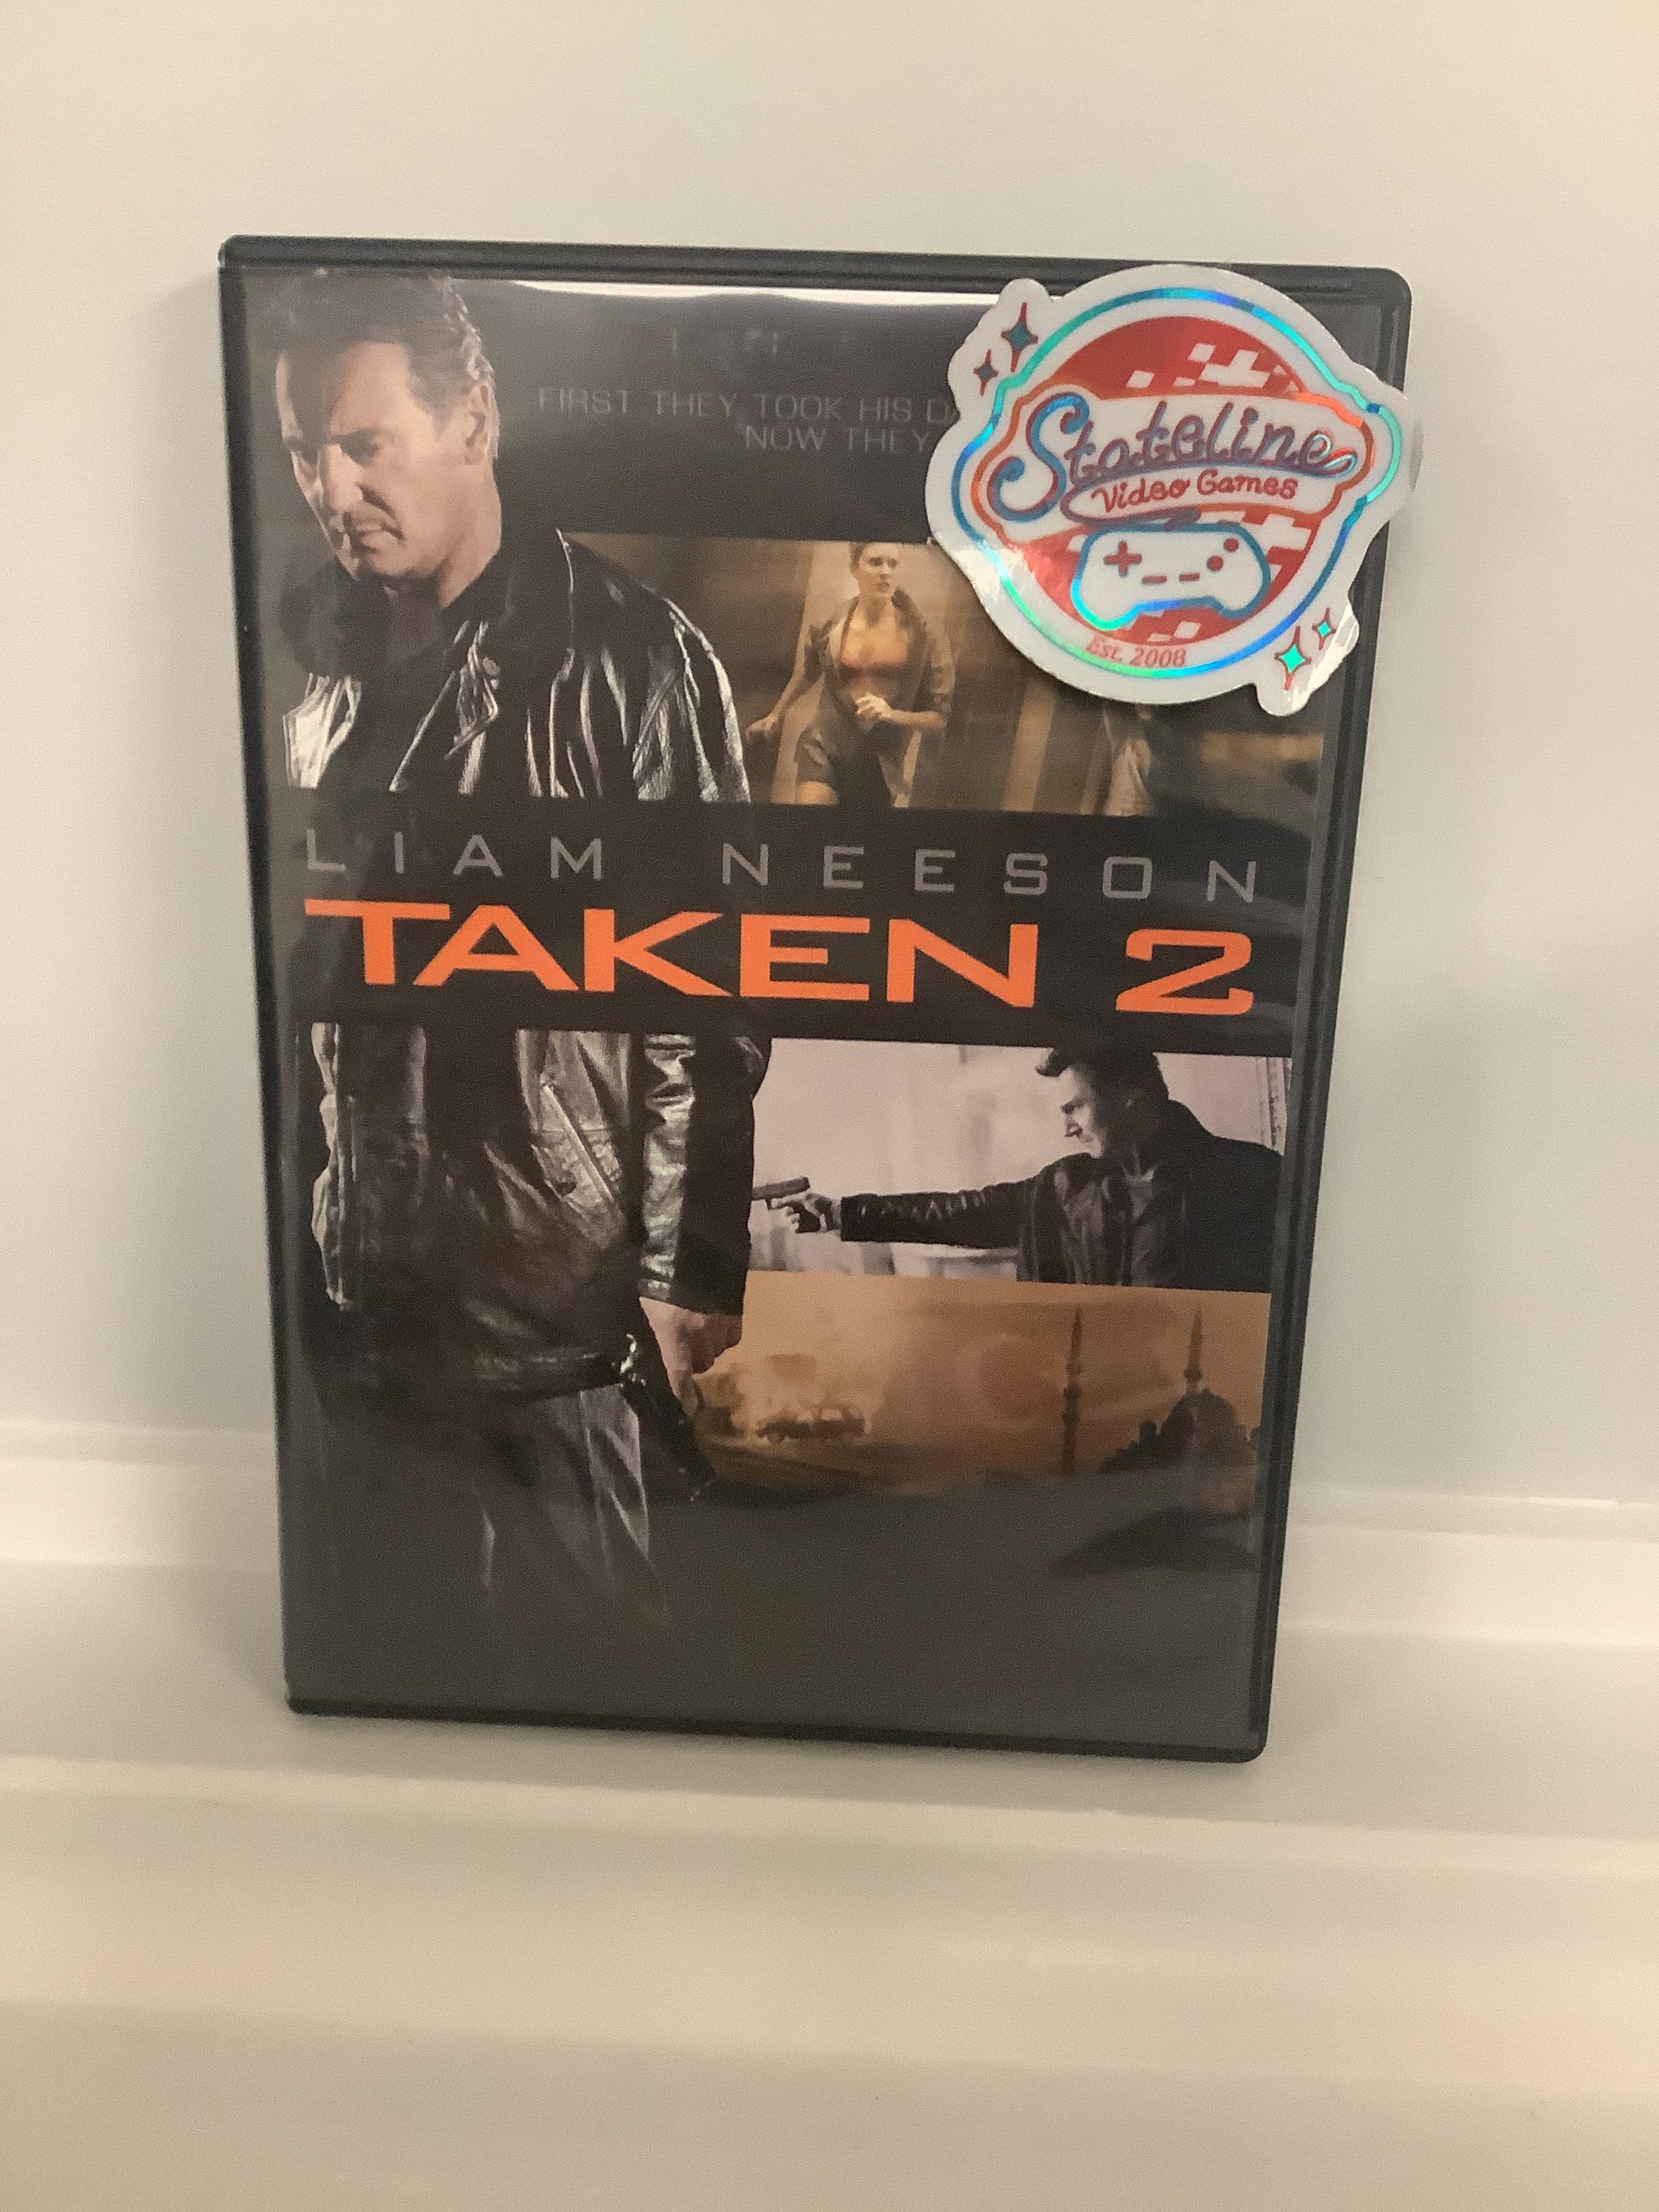 FIRST THEY TOOK HIS
NOW THEY
Stateline
Video Games
Est. 2008
LIAM NEESON
TAKEN 2